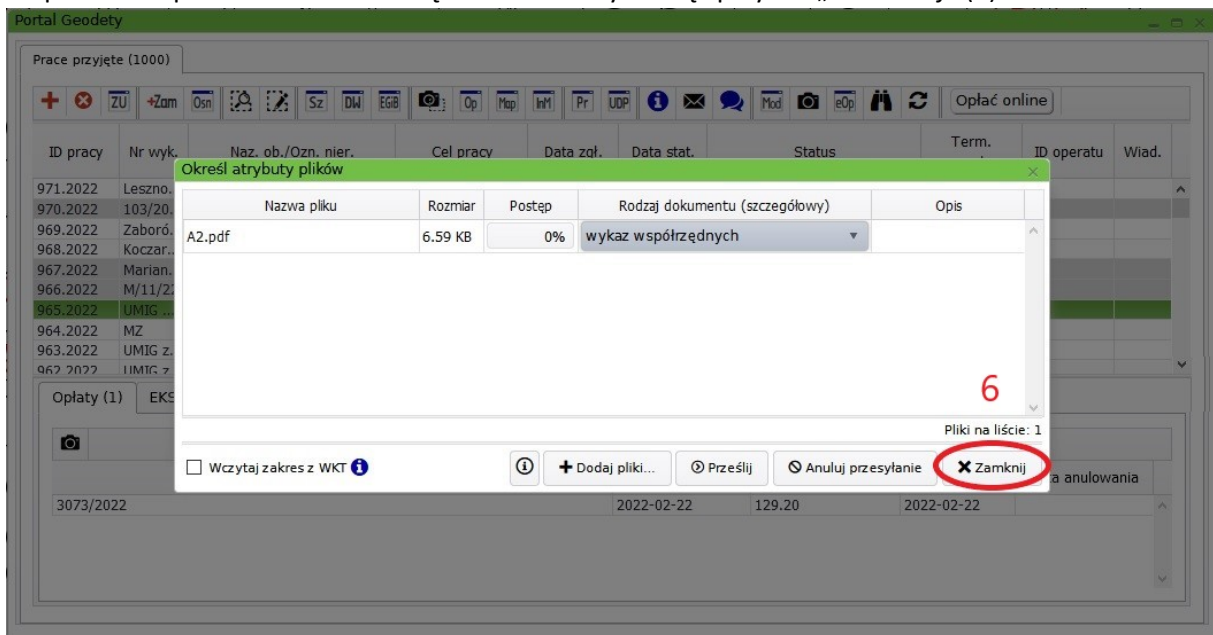 Portal Geodety
Prace przyjęte (1000)
ZU +Zam Osn Sz DW EGiB Op Map InM Pr UDP Mod eOp Opłać online
ID pracy Nr wyk. Naz. ob./Ozn. nier. Cel pracy Data zgł. Data stat. Status Term. ID operatu Wiad.
Określ atrybuty plików
971.2022 Leszno.
970.2022 103/20.
969.2022 Zaboró.
968.2022 Koczar..
967.2022 Marian.
966.2022 M/11/22
965.2022 UMIG ...
964.2022 MZ
963.2022 UMIG z.
962.2022 UMIG z
Nazwa pliku Rozmiar Postęp Rodzaj dokumentu (szczegółowy) Opis
A2.pdf 6.59 KB 0% wykaz współrzędnych
6
Pliki na liście: 1
Wczytaj zakres z WKT
Dodaj pliki... Prześlij Anuluj przesyłanie Zamknij
Opłaty (1) EKS
a anulowania
3073/2022 2022-02-22 129.20 2022-02-22